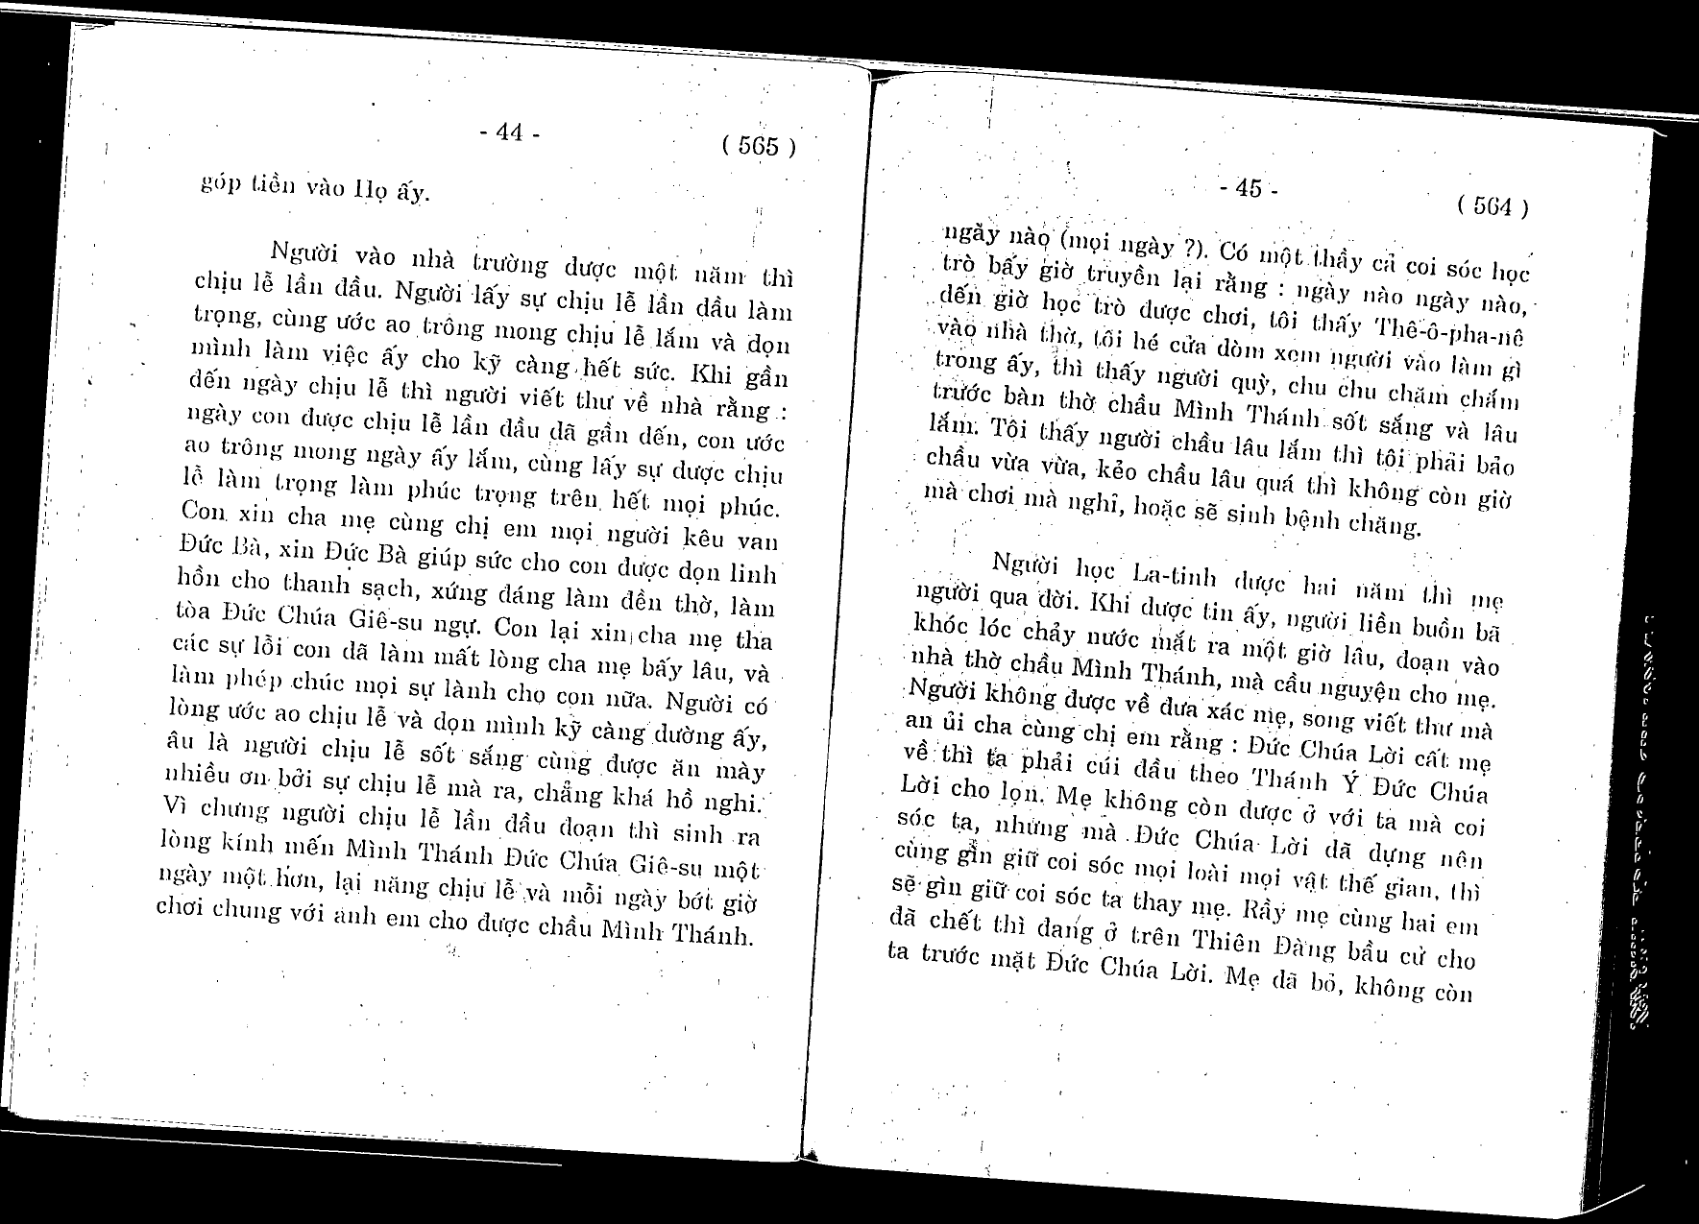 - 44 -
( 565 )
góp tiền vào Họ ấy.
Người vào nhà trường được một năm thì
chịu lễ lần đầu. Người lấy sự chịu lễ lần đầu làm
trọng, cùng ước ao trông mong chịu lễ lắm và dọn
mình làm việc ấy cho kỹ càng hết sức. Khi gần
đến ngày chịu lễ thì người viết thư về nhà rằng :
ngày con được chịu lễ lần đầu đã gần đến, con ước
ao trông mong ngày ấy lắm, cùng lấy sự được chịu
lễ làm trọng làm phúc trọng trên hết mọi phúc.
Con xin cha mẹ cùng chị em mọi người kêu van
Đức Bà, xin Đức Bà giúp sức cho con được dọn linh
hồn cho thanh sạch, xứng đáng làm đền thờ, làm
tòa Đức Chúa Giê-su ngự. Con lại xin cha mẹ tha
các sự lỗi con đã làm mất lòng cha mẹ bấy lâu, và
làm phép chúc mọi sự lành cho con nữa. Người có
lòng ước ao chịu lễ và dọn mình kỹ càng dường ấy,
âu là người chịu lễ sốt sắng cùng được ăn mày
nhiều ơn bởi sự chịu lễ mà ra, chẳng khá hồ nghi.
Vì chưng người chịu lễ lần đầu đoạn thì sinh ra
lòng kính mến Mình Thánh Đức Chúa Giê-su một
ngày một hơn, lại năng chịu lễ và mỗi ngày bớt giờ
chơi chung với anh em cho được chầu Mình Thánh.
- 45 -
( 564 )
ngày nào (mọi ngày ?). Có một thầy cả coi sóc học
trò bấy giờ truyền lại rằng : ngày nào ngày nào,
đến giờ học trò được chơi, tôi thấy Thê-ô-pha-nê
vào nhà thờ, tôi hé cửa dòm xem người vào làm gì
trong ấy, thì thấy người quỳ, chu chu chăm chắm
trước bàn thờ chầu Mình Thánh sốt sắng và lâu
lắm. Tôi thấy người chầu lâu lắm thì tôi phải bảo
chầu vừa vừa, kẻo chầu lâu quá thì không còn giờ
mà chơi mà nghỉ, hoặc sẽ sinh bệnh chăng.
Người học La-tinh được hai năm thì mẹ
người qua đời. Khi được tin ấy, người liền buồn bã
khóc lóc chảy nước mắt ra một giờ lâu, đoạn vào
nhà thờ chầu Mình Thánh, mà cầu nguyện cho mẹ.
Người không được về đưa xác mẹ, song viết thư mà
an ủi cha cùng chị em rằng : Đức Chúa Lời cất mẹ
về thì ta phải cúi đầu theo Thánh Ý Đức Chúa
Lời cho lọn. Mẹ không còn được ở với ta mà coi
sóc ta, nhưng mà Đức Chúa Lời đã dựng nên
cùng gìn giữ coi sóc mọi loài mọi vật thế gian, thì
sẽ gìn giữ coi sóc ta thay mẹ. Rầy mẹ cùng hai em
đã chết thì đang ở trên Thiên Đàng bầu cử cho
ta trước mặt Đức Chúa Lời. Mẹ đã bỏ, không còn